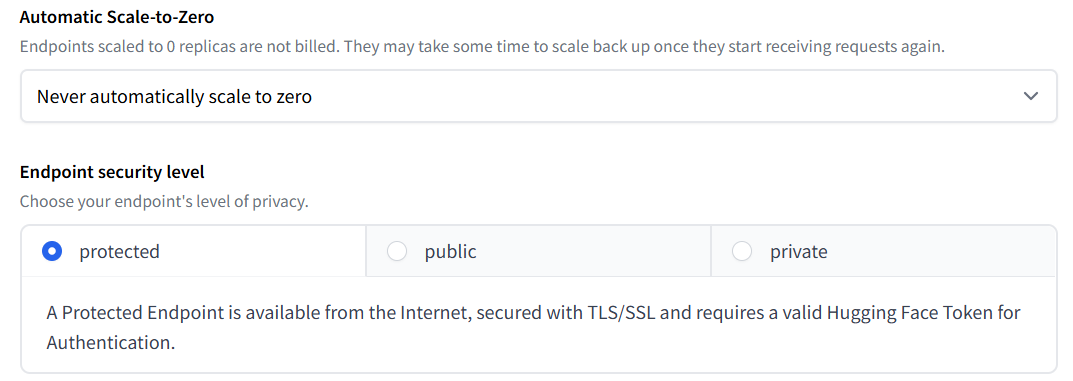 Automatic Scale-to-Zero
Endpoints scaled to 0 replicas are not billed. They may take some time to scale back up once they start receiving requests again.
Never automatically scale to zero
Endpoint security level
Choose your endpoint's level of privacy.
protected
public
private
A Protected Endpoint is available from the Internet, secured with TLS/SSL and requires a valid Hugging Face Token for
Authentication.